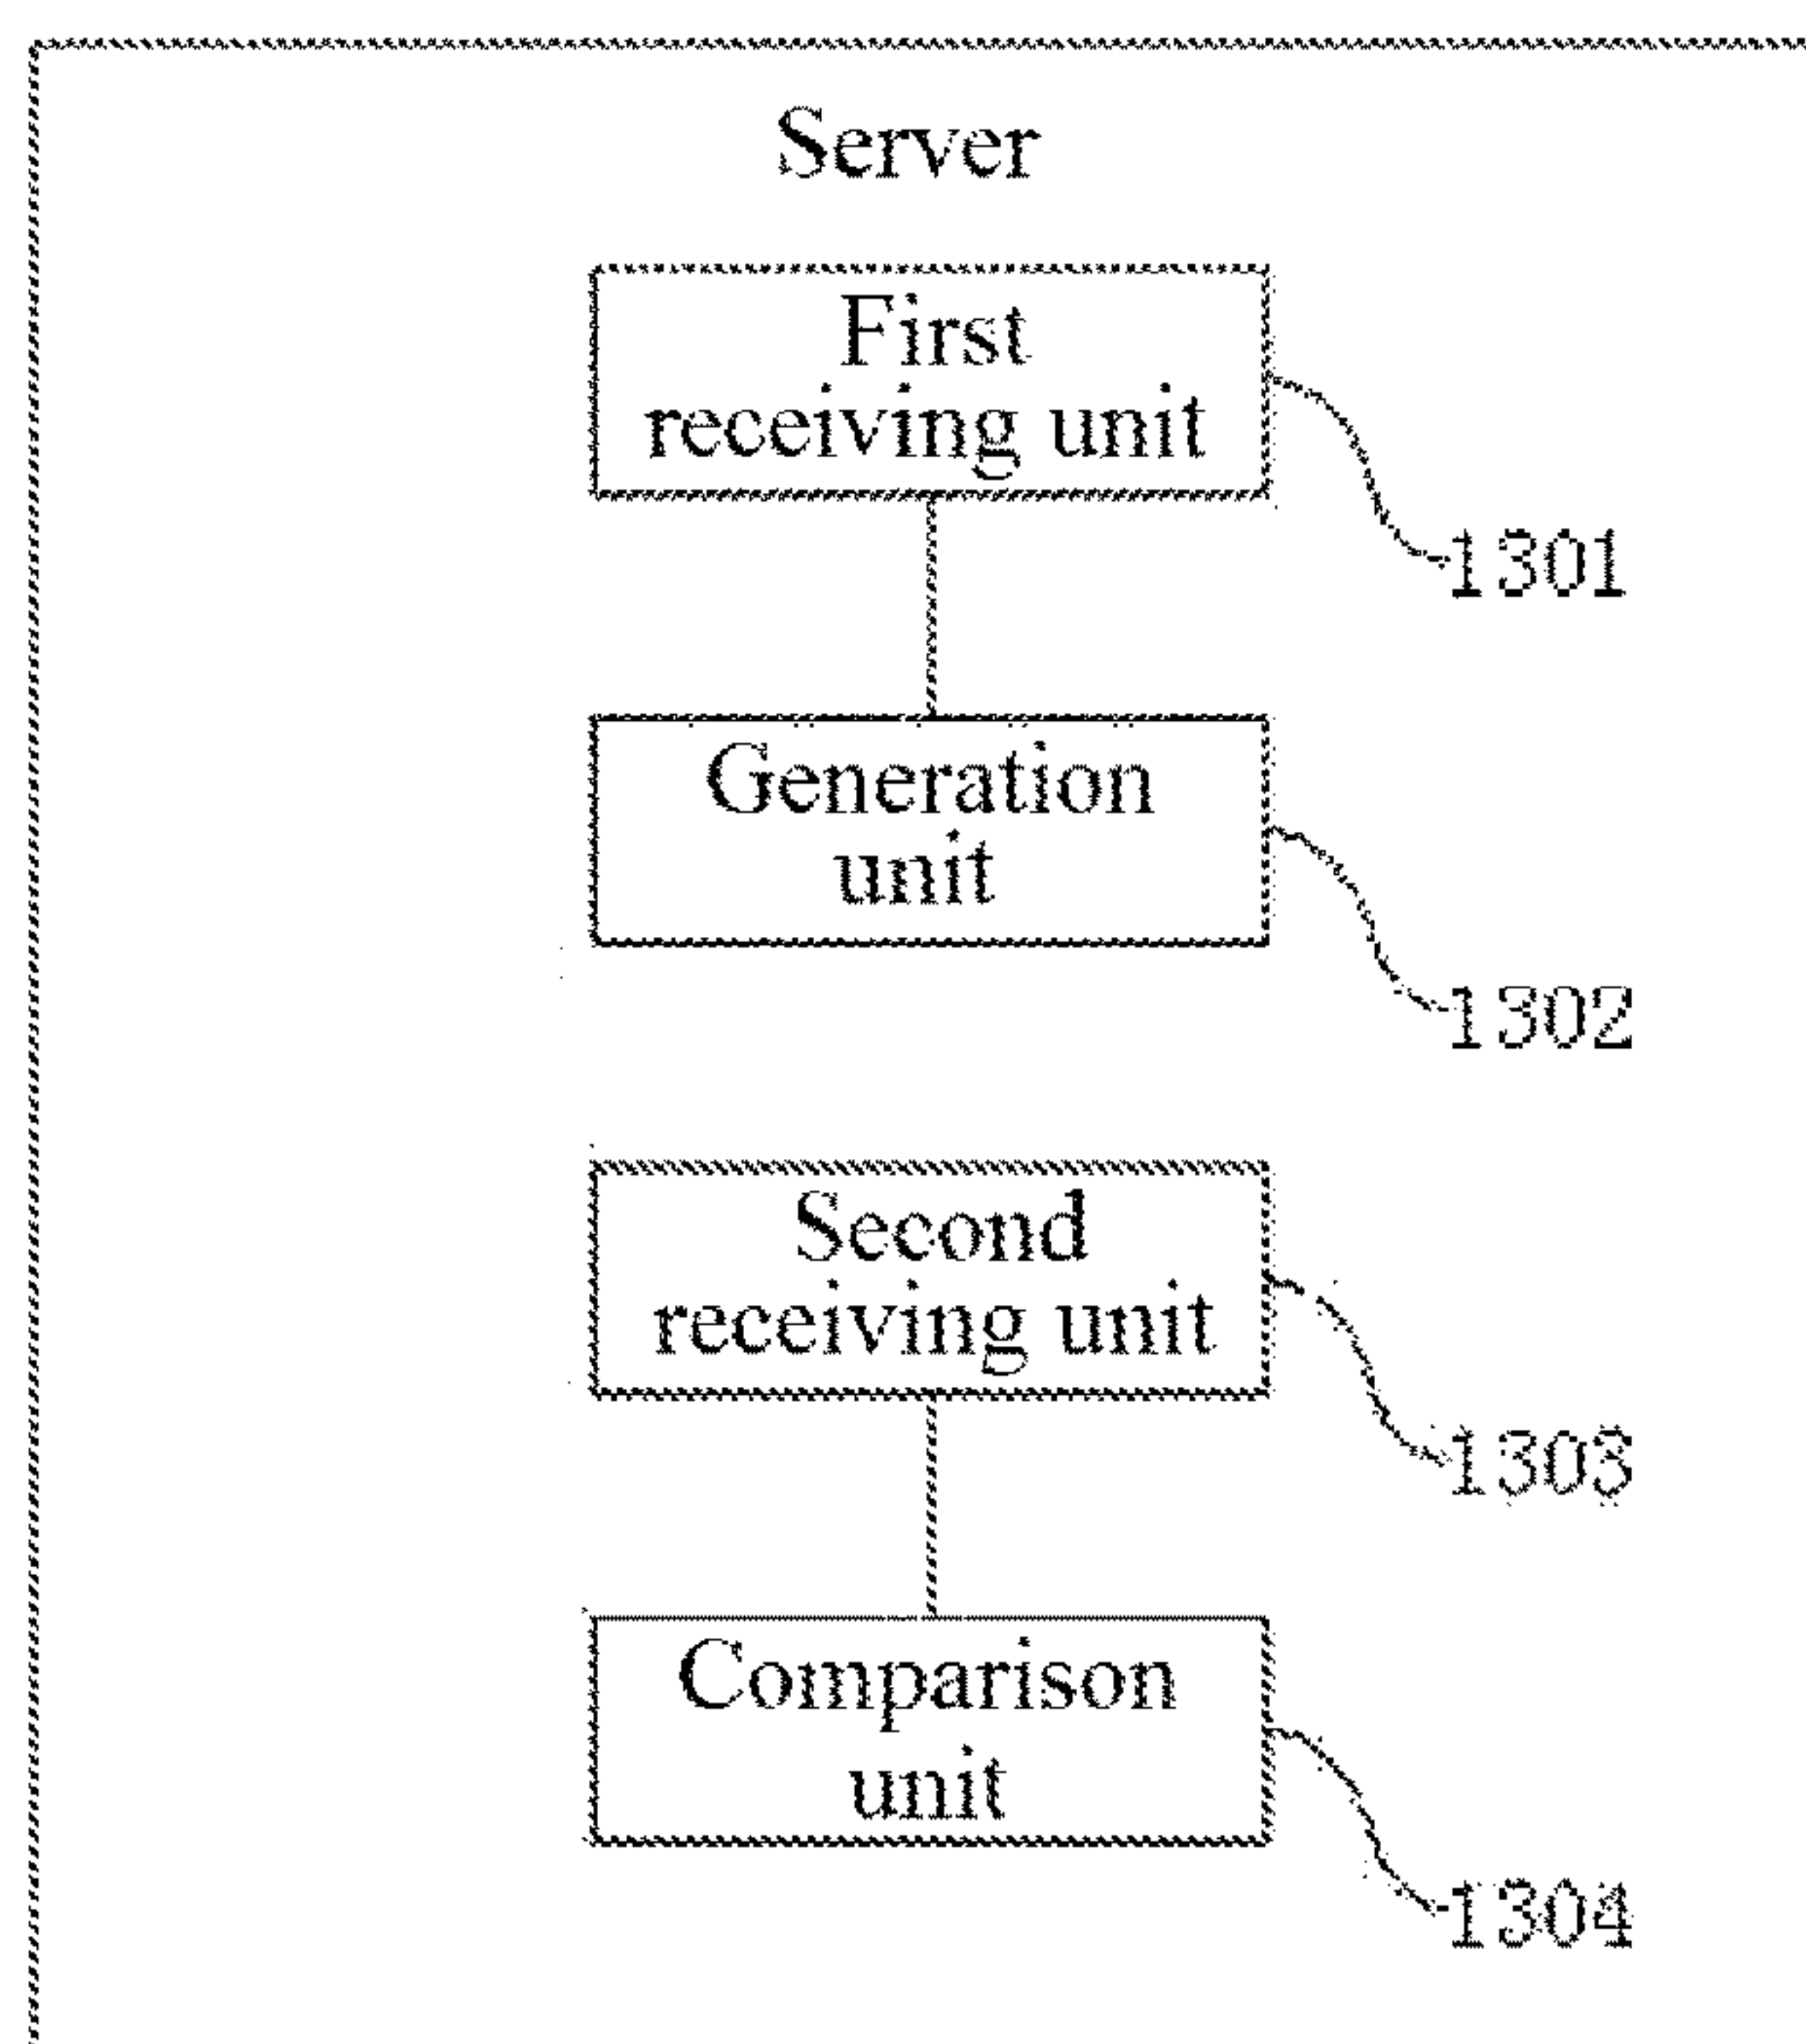 Server
First
receiving unit
1301
Generation
unit
1302
Second
receiving unit
1303
Comparison
unit
1304